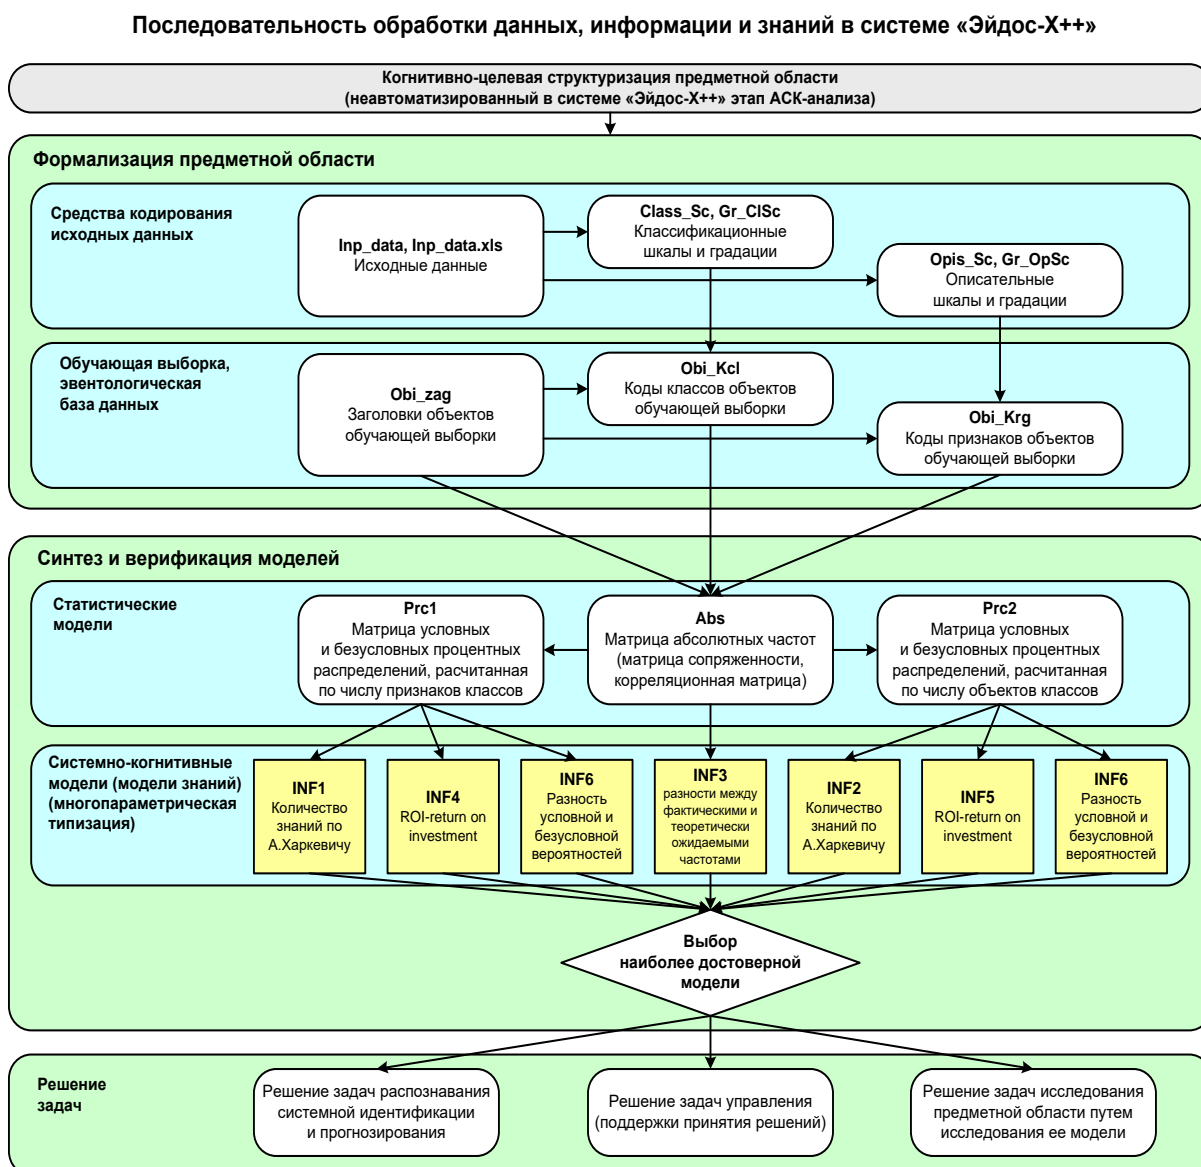 Последовательность обработки данных, информации и знаний в системе «Эйдос-X++»
Когнитивно-целевая структуризация предметной области
(неавтоматизированный в системе «Эйдос-X++» этап АСК-анализа)
Формализация предметной области
Средства кодирования
исходных данных
Inp_data, Inp_data.xls
Исходные данные
Class_Sc, Gr_ClSc
Классификационные
шкалы и градации
Opis_Sc, Gr_OpSc
Описательные
шкалы и градации
Обучающая выборка,
эвентологическая
база данных
Obi_zag
Заголовки объектов
обучающей выборки
Obi_Kcl
Коды классов объектов
обучающей выборки
Obi_Krg
Коды признаков объектов
обучающей выборки
Синтез и верификация моделей
Статистические
модели
Prc1
Матрица условных
и безусловных процентных
распределений, расчитанная
по числу признаков классов
Abs
Матрица абсолютных частот
(матрица сопряженности,
корреляционная матрица)
Prc2
Матрица условных
и безусловных процентных
распределений, расчитанная
по числу объектов классов
Системно-когнитивные
модели (модели знаний)
(многопараметрическая
типизация)
INF1
Количество
знаний по
А.Харкевичу
INF4
ROI-return on
investment
INF6
Разность
условной и
безусловной
вероятностей
INF3
разности между
фактическими и
теоретически
ожидаемыми
частотами
INF2
Количество
знаний по
А.Харкевичу
INF5
ROI-return on
investment
INF6
Разность
условной и
безусловной
вероятностей
Выбор
наиболее достоверной
модели
Решение
задач
Решение задач распознавания
системной идентификации
и прогнозирования
Решение задач управления
(поддержки принятия решений)
Решение задач исследования
предметной области путем
исследования ее модели